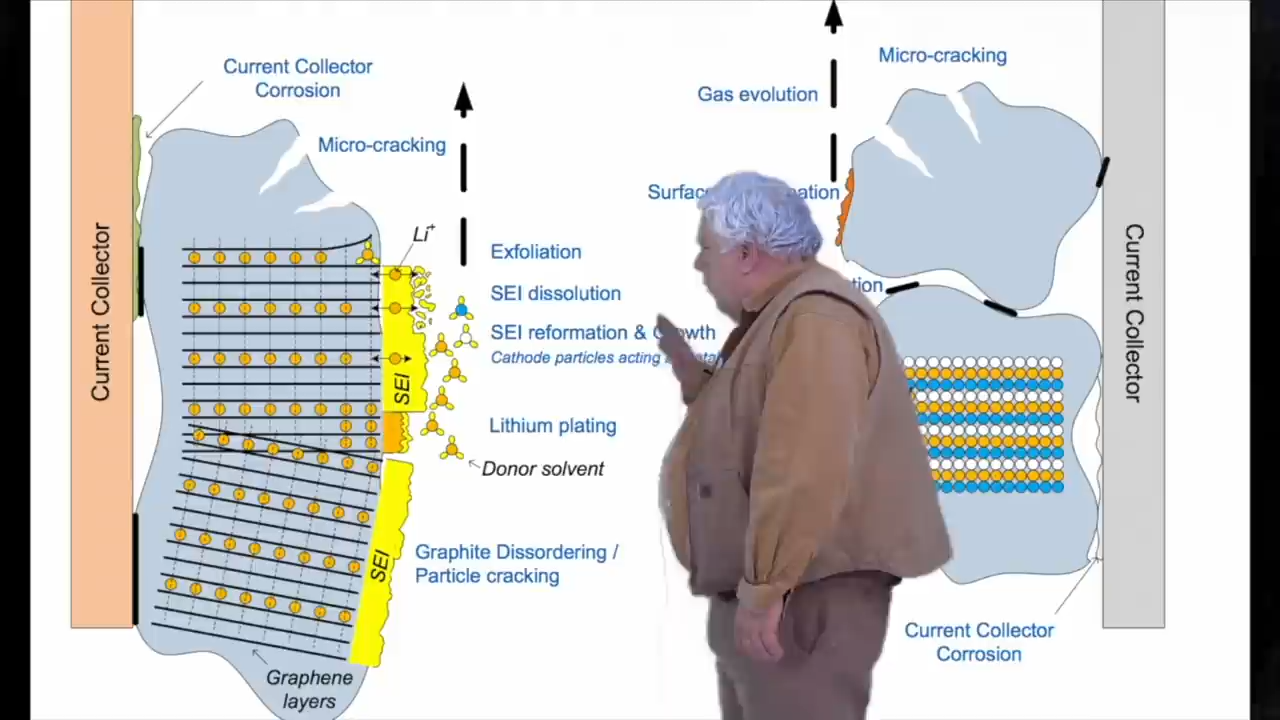 Current Collector
Corrosion
Micro-cracking
Current Collector
Li+
Exfoliation
SEI dissolution
SEI reformation &
Cathode particles acting
SEI
Lithium plating
Donor solvent
SEI
Graphite Dissordering /
Particle cracking
Graphene
layers
Micro-cracking
Gas evolution
Current Collector
Current Collector
Corrosion